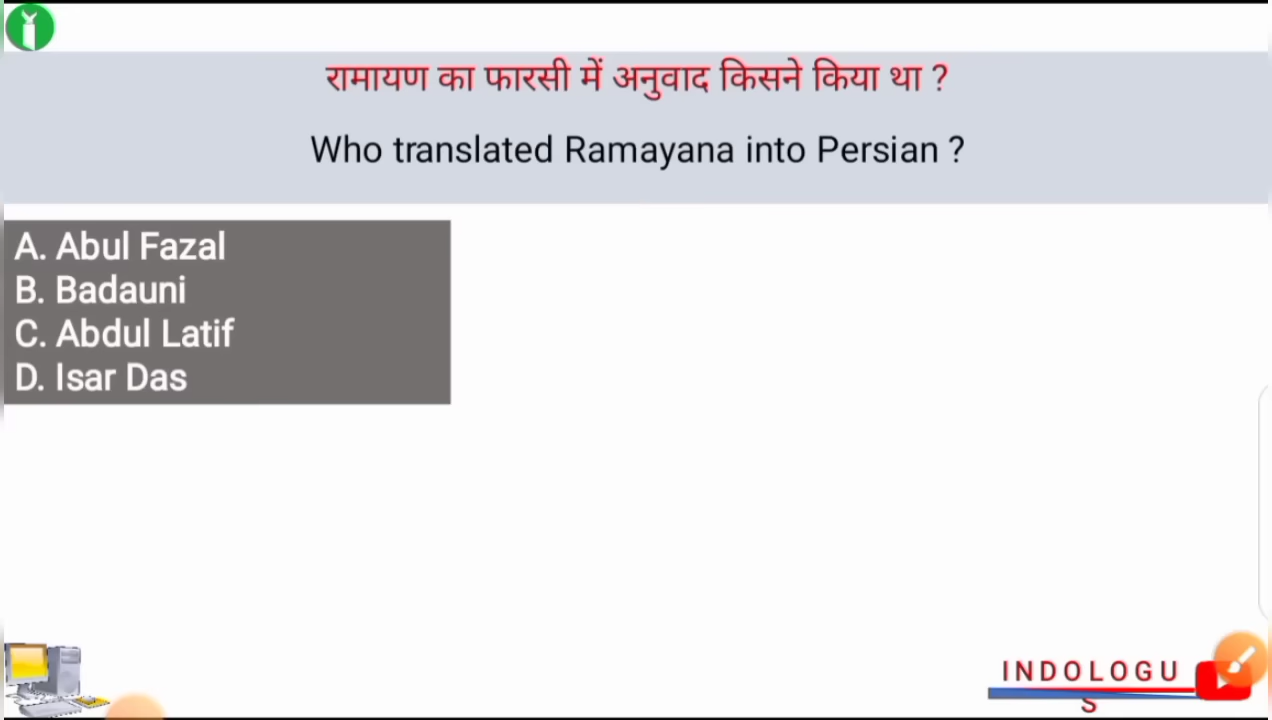 रामायण का फारसी में अनुवाद किसने किया था ?
Who translated Ramayana into Persian ?
A. Abul Fazal
B. Badauni
C. Abdul Latif
D. Isar Das
INDOLOGU
S